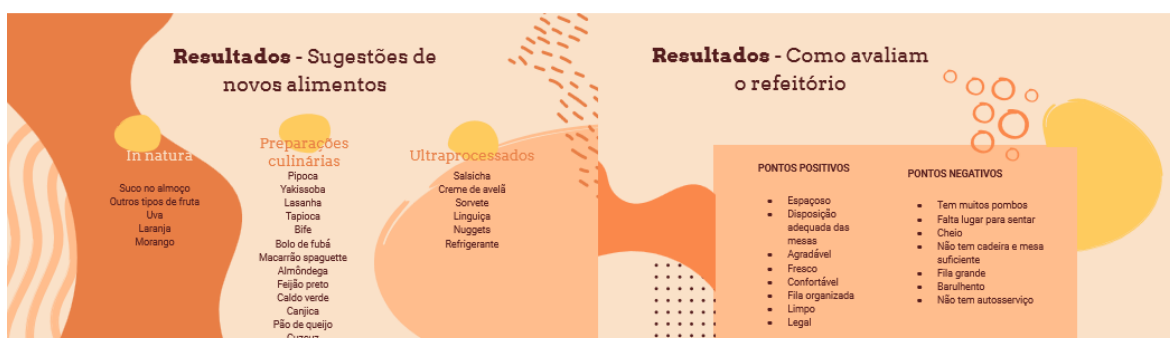 Resultados - Sugestões de
novos alimentos
In natura
Suco no almoço
Outros tipos de fruta
Uva
Laranja
Morango
Preparações
culinárias
Pipoca
Yakissoba
Lasanha
Tapioca
Bife
Bolo de fubá
Macarrão spaguette
Almôndega
Feijão preto
Caldo verde
Canjica
Pão de queijo
Ultraprocessados
Salsicha
Creme de avelã
Sorvete
Linguiça
Nuggets
Refrigerante
Resultados - Como avaliam
o refeitório
PONTOS POSITIVOS
Espaçoso
Disposição
adequada das
mesas
Agradável
Fresco
Confortável
Fila organizada
Limpo
Legal
PONTOS NEGATIVOS
Tem muitos pombos
Falta lugar para sentar
Cheio
Não tem cadeira e mesa
suficiente
Fila grande
Barulhento
Não tem autosserviço